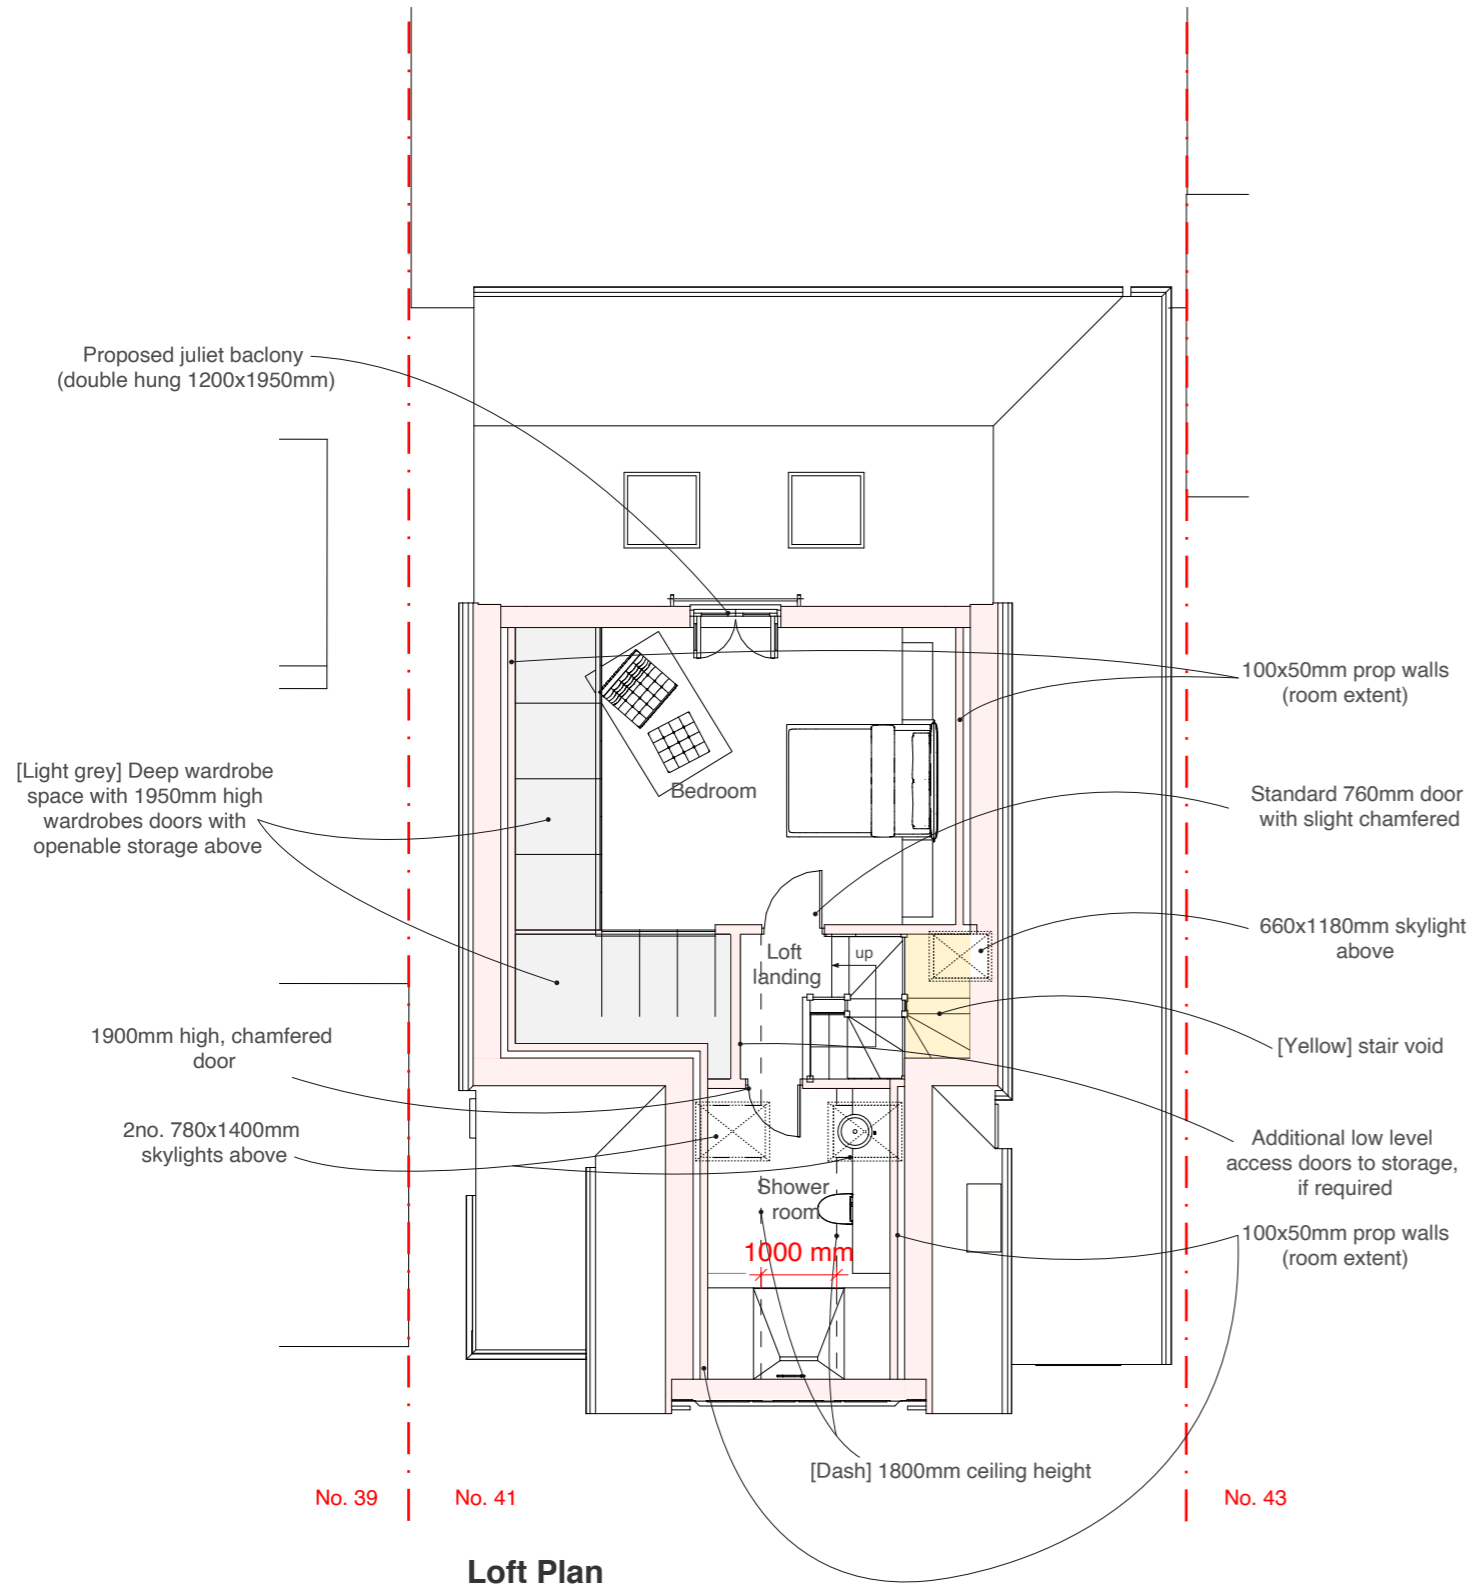 Proposed juliet baclony
(double hung 1200x1950mm)
100x50mm prop walls
(room extent)
[Light grey] Deep wardrobe
space with 1950mm high
wardrobes doors with
openable storage above
Bedroom
Standard 760mm door
with slight chamfered
660x1180mm skylight
above
Loft
landing
up
1900mm high, chamfered
door
[Yellow] stair void
2no. 780x1400mm
skylights above
Additional low level
access doors to storage,
if required
Shower
room
1000 mm
100x50mm prop walls
(room extent)
[Dash] 1800mm ceiling height
No. 39
No. 41
No. 43
Loft Plan